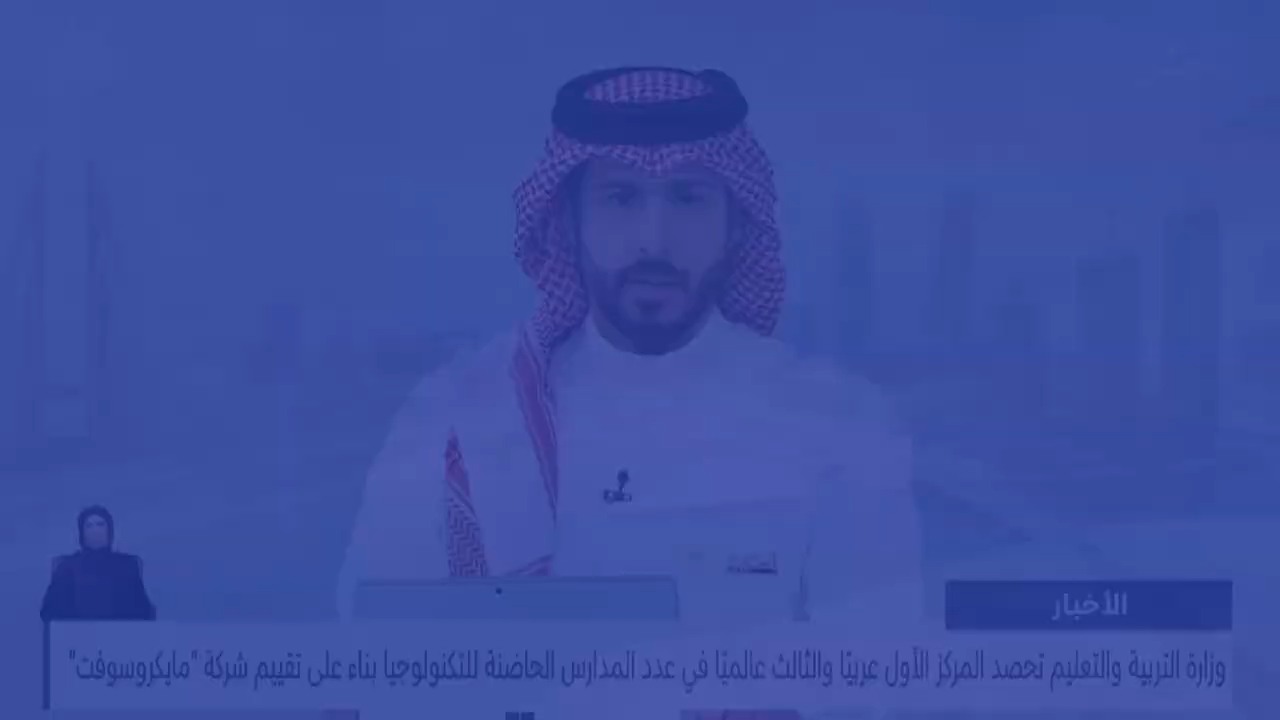 الأخبار
وزارة التربية والتعليم تحصد المركز الأول عربيًا والثالث عالميًا في عدد المدارس الحاضنة للتكنولوجيا بناء على تقييم شركة "مايكروسوفت"